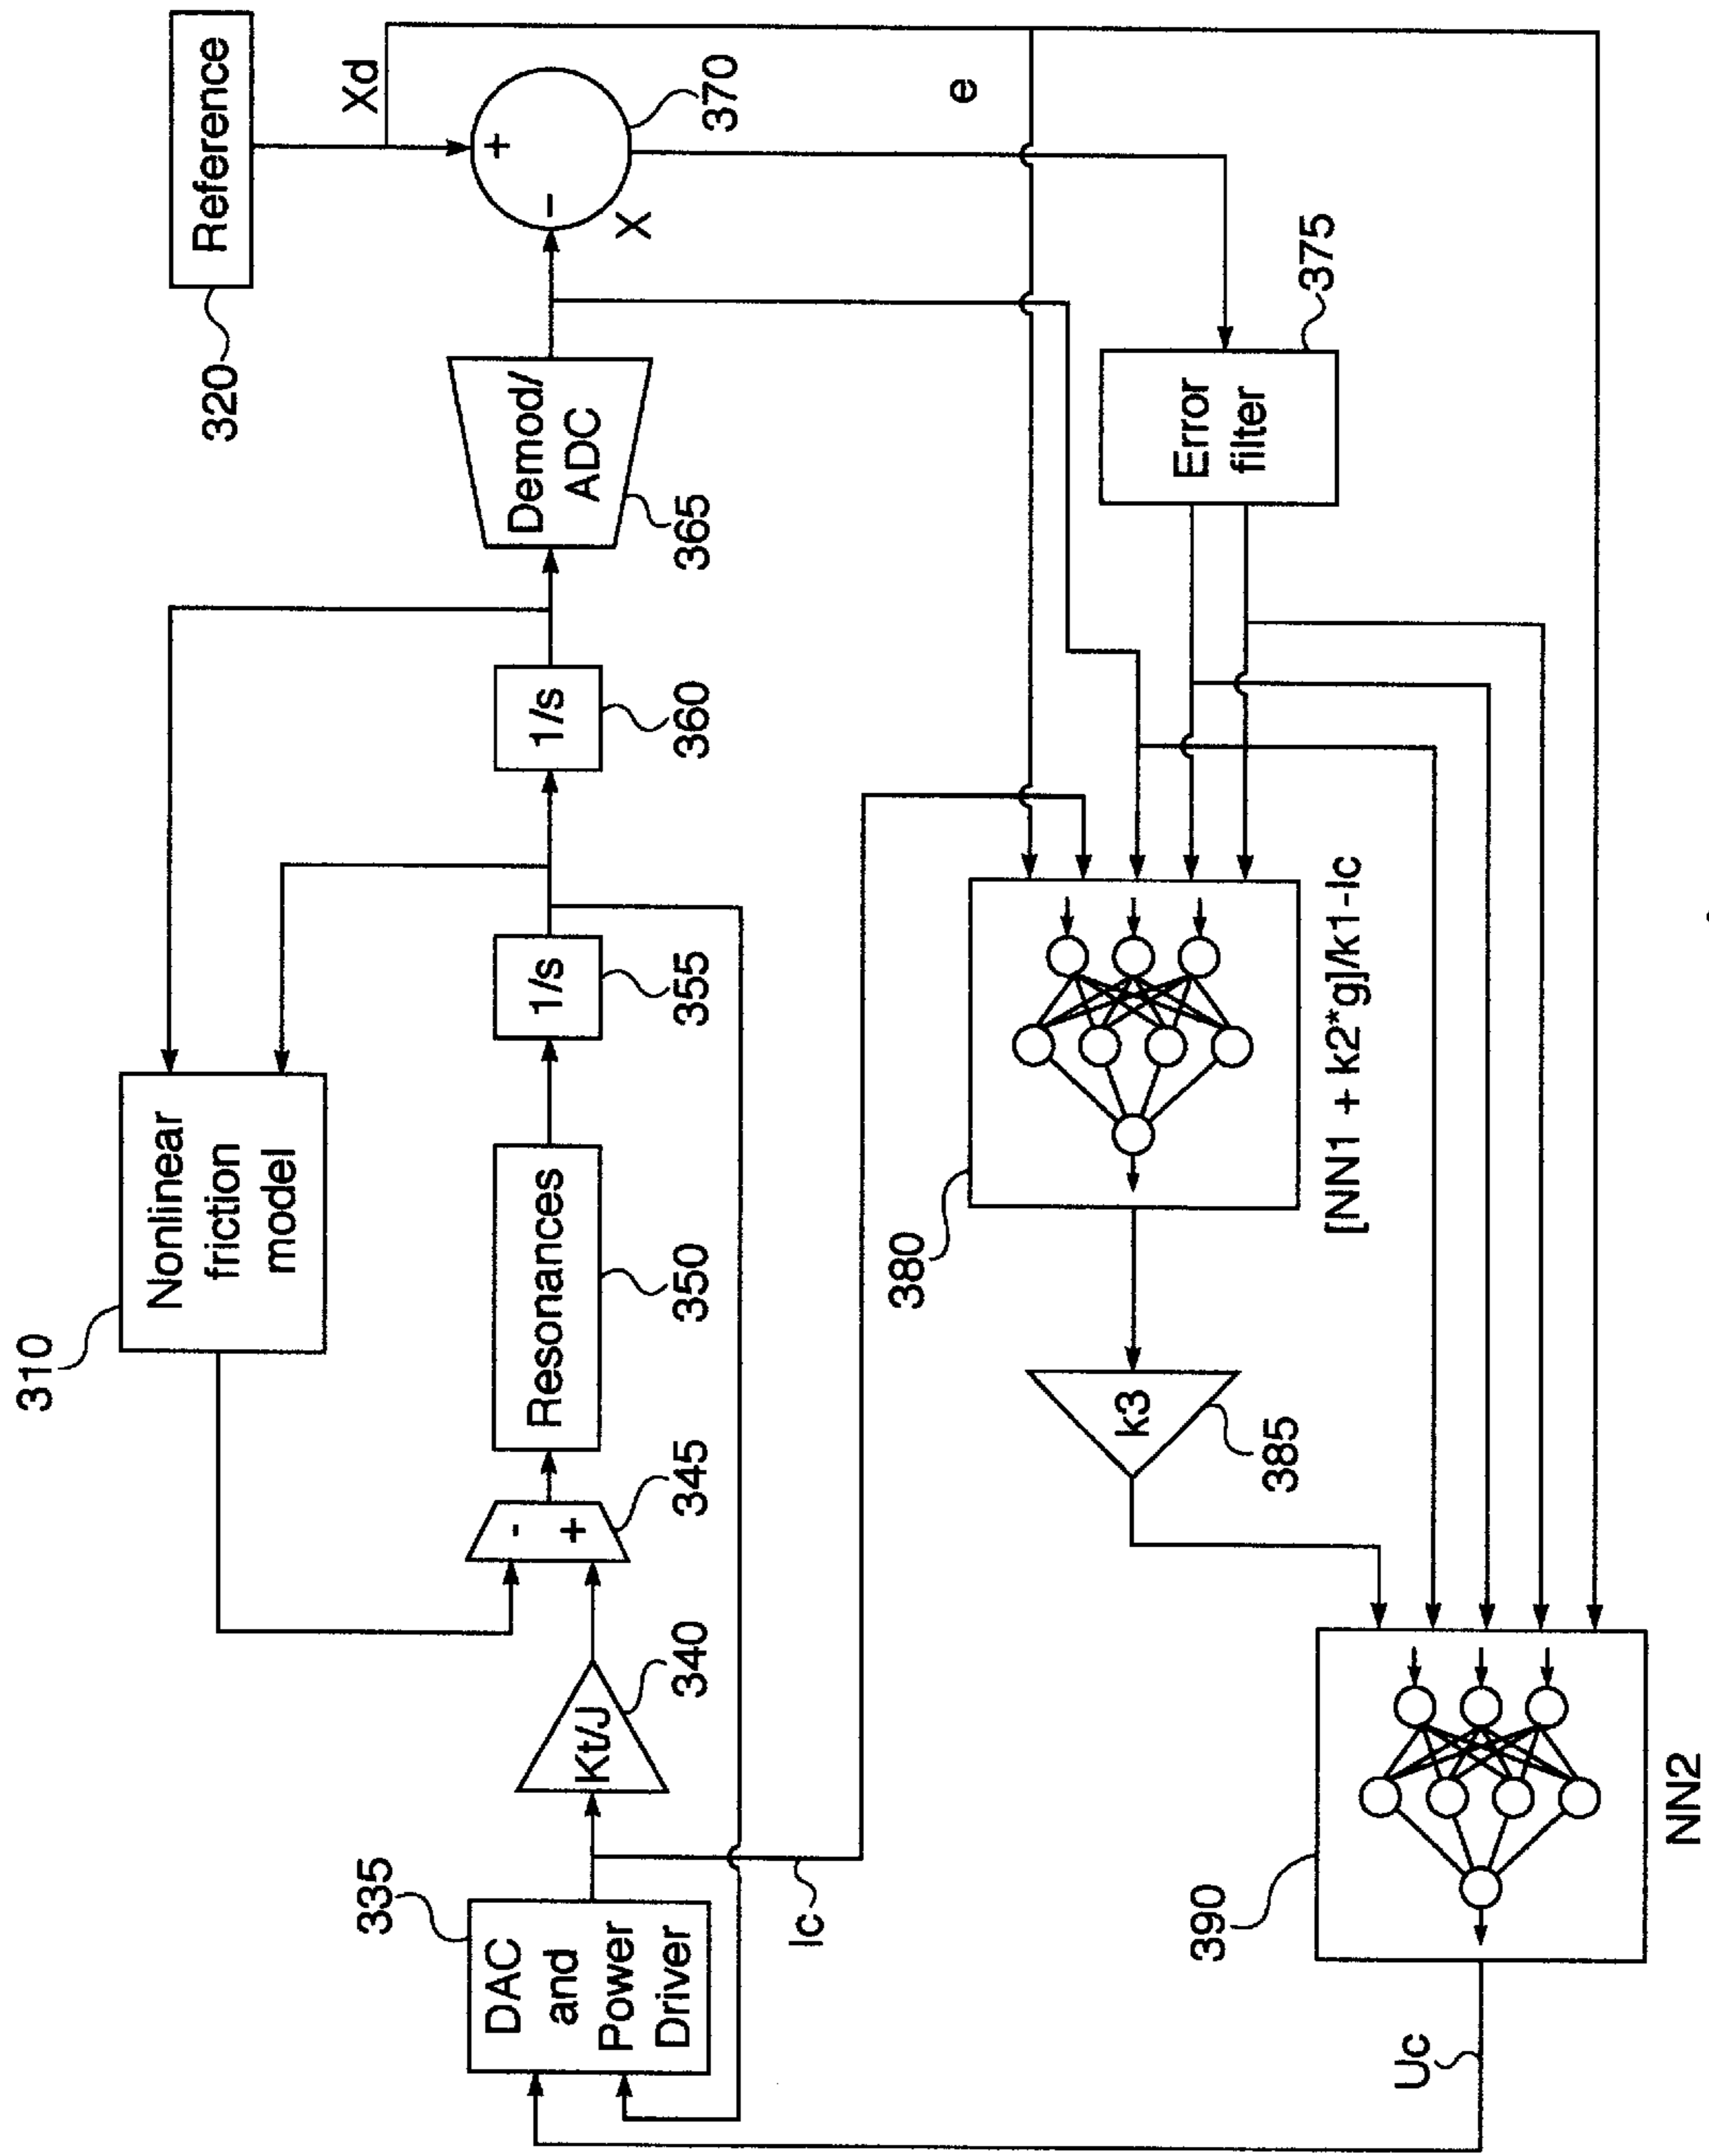 310
Nonlinear
friction
model
320
Reference
Xd
335
DAC
and
Power
Driver
Kt/J
340
-
+
345
Resonances
350
1/s
355
1/s
360
Demod/
ADC
365
+
-
X
370
e
Ic
380
[NN1 + k2*g]/k1-Ic
k3
385
Error
filter
375
390
NN2
Uc